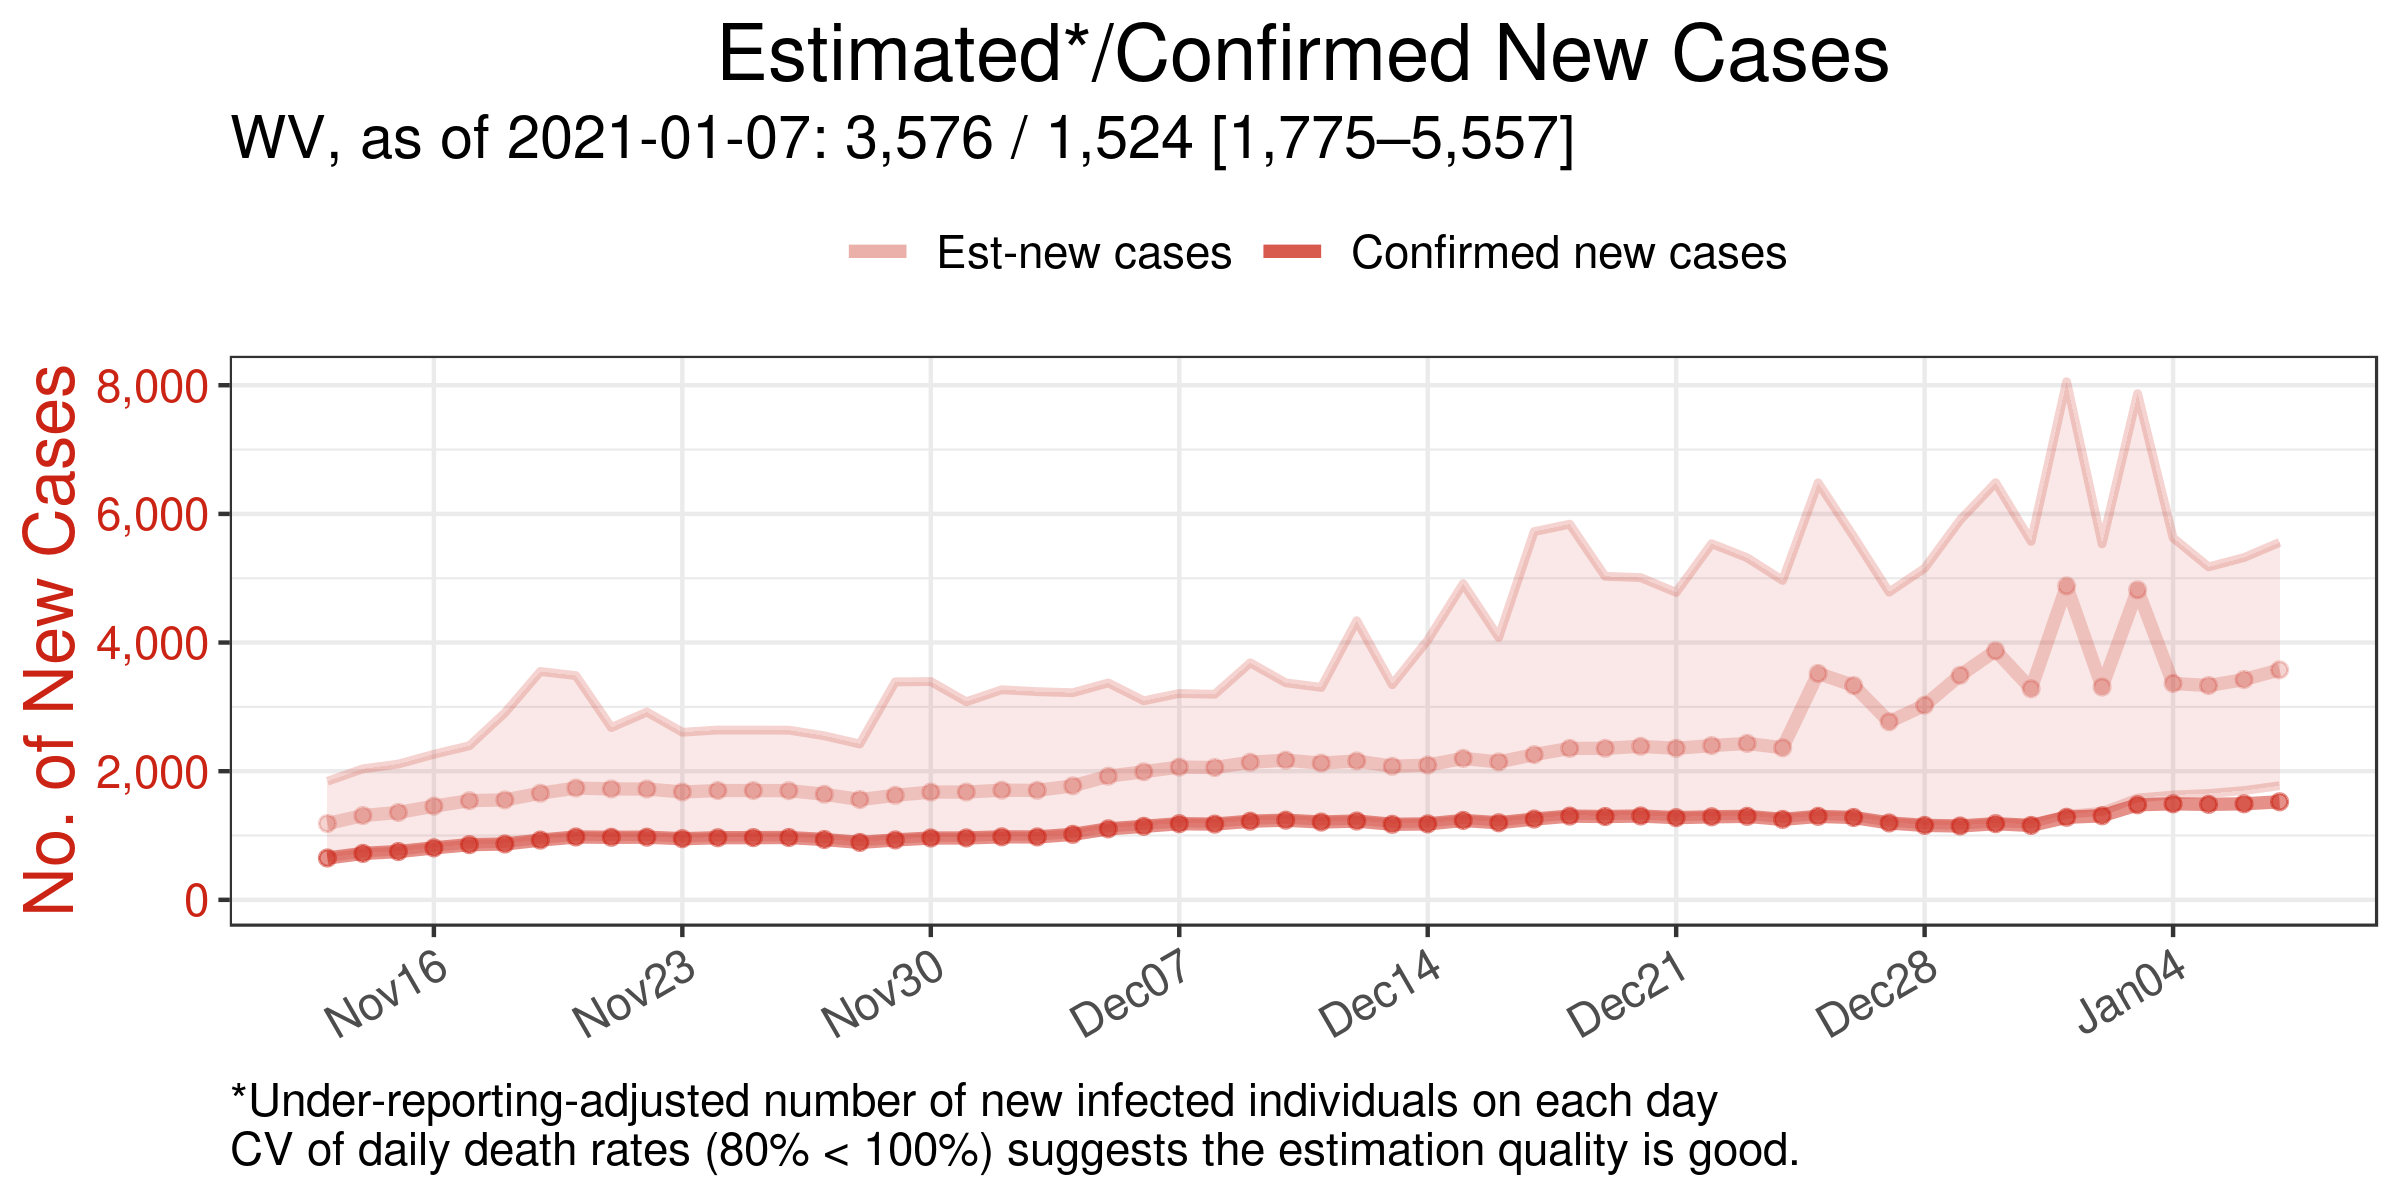 Estimated*/Confirmed New Cases
WV, as of 2021-01-07: 3,576 / 1,524 [1,775–5,557]
Est-new cases
Confirmed new cases
No. of New Cases
8,000
6,000
4,000
2,000
0
Nov16
Nov23
Nov30
Dec07
Dec14
Dec21
Dec28
Jan04
*Under-reporting-adjusted number of new infected individuals on each day
CV of daily death rates (80% < 100%) suggests the estimation quality is good.